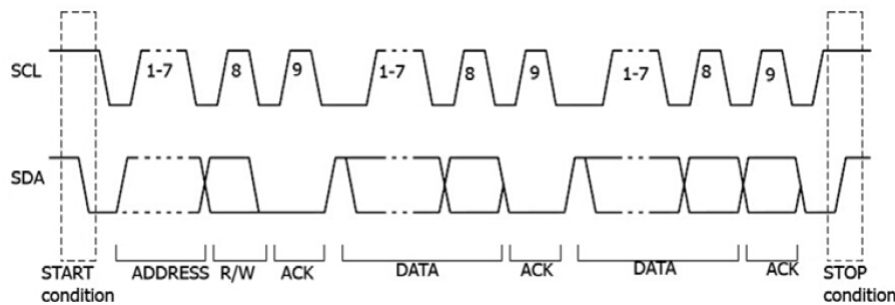 SCL
1-7 8 9 1-7 8 9 1-7 8 9
SDA
START
condition
ADDRESS R/W ACK DATA ACK DATA ACK
STOP
condition